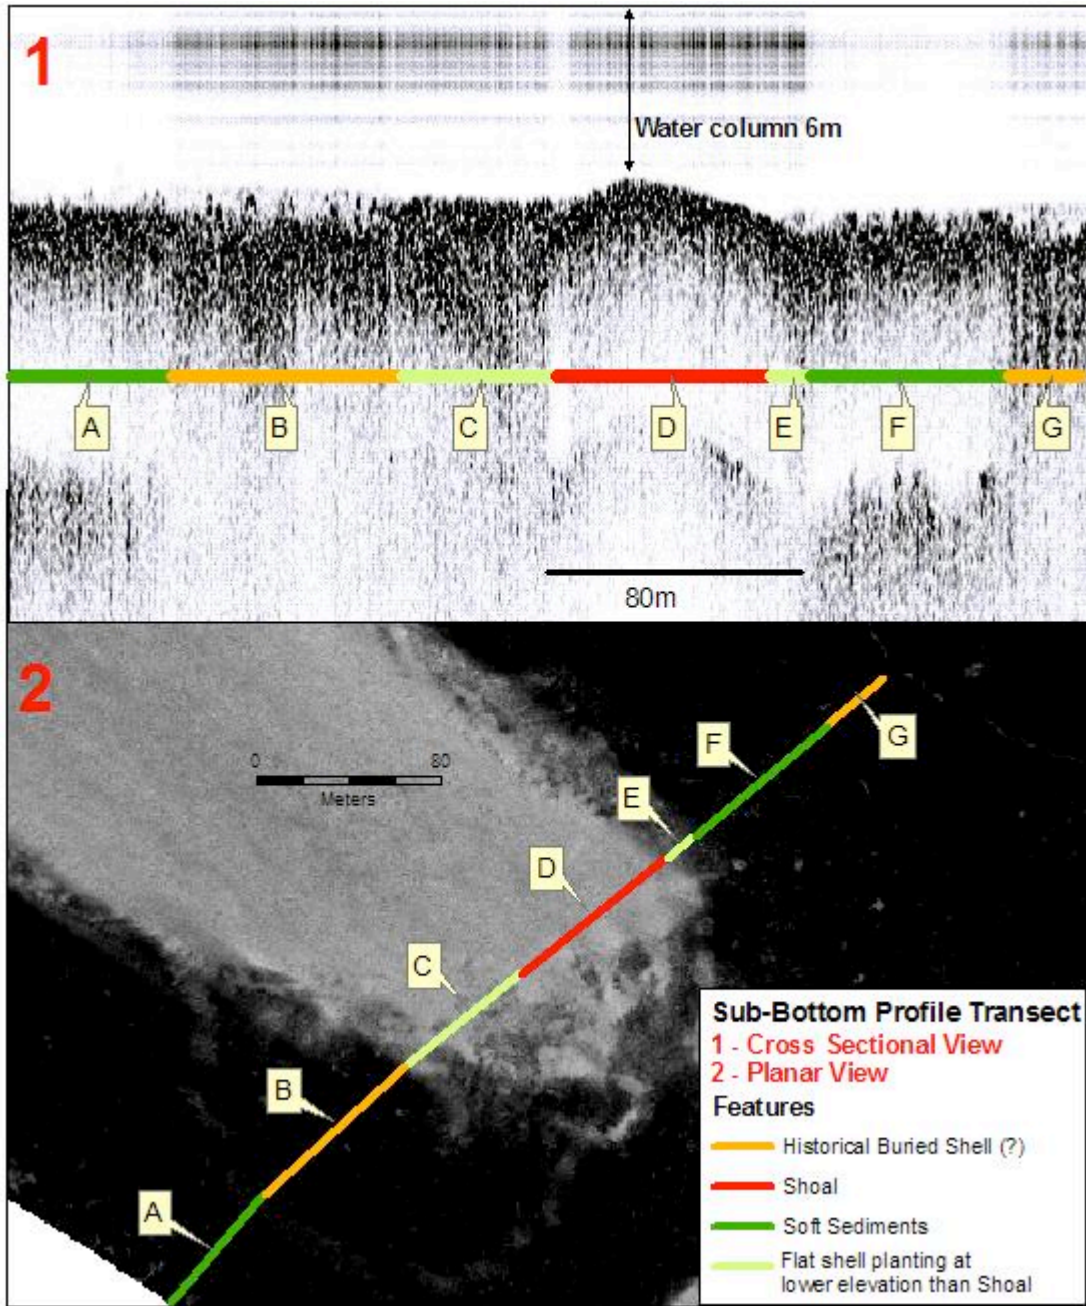 1
Water column 6m
A
B
C
D
E
F
G
80m
2
0 80
Meters
A
B
C
D
E
F
G
Sub-Bottom Profile Transect
1 - Cross Sectional View
2 - Planar View
Features
Historical Buried Shell (?)
Shoal
Soft Sediments
Flat shell planting at
lower elevation than Shoal